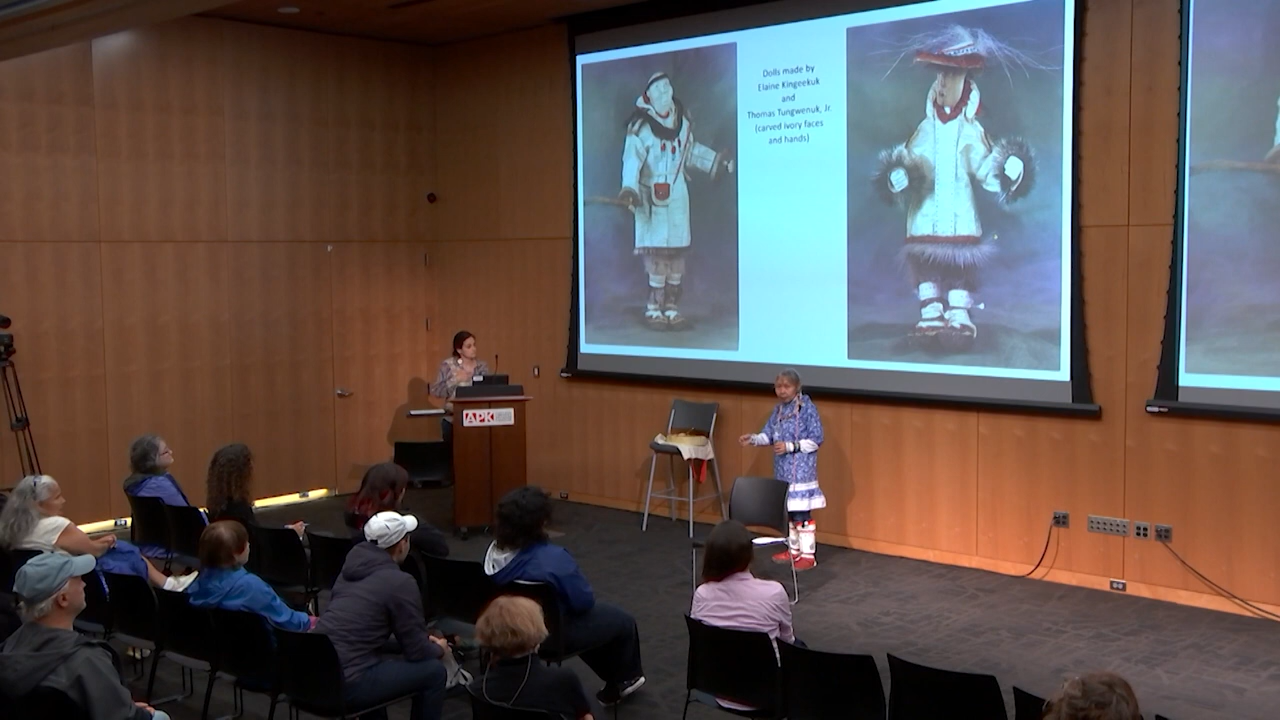 Dolls made by
Elaine Kingeekuk
and
Thomas Tungwenuk, Jr.
(carved ivory faces
and hands)
APK